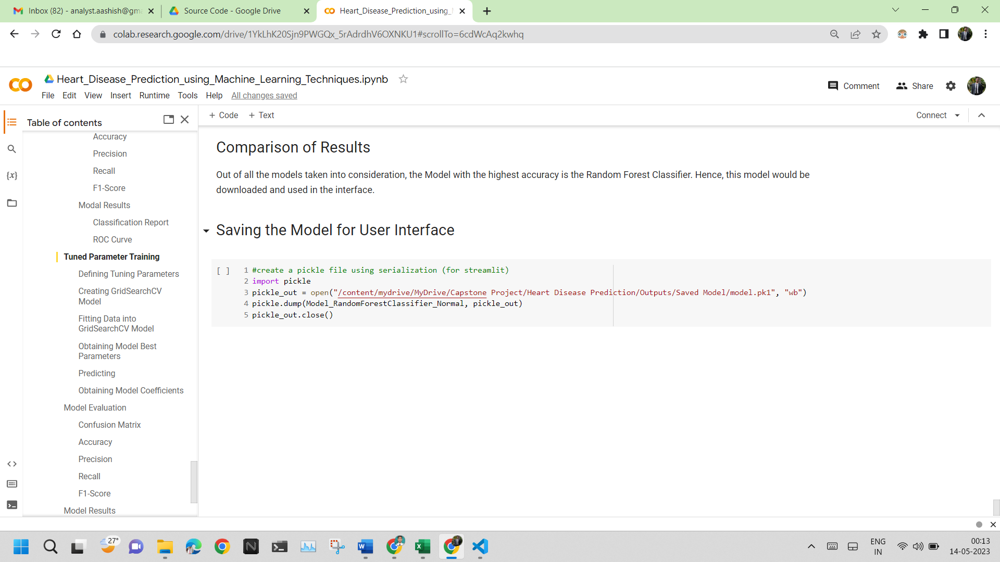 Inbox (82) - analyst.aashish@gm
Source Code - Google Drive
Heart_Disease_Prediction_using_
colab.research.google.com/drive/1YkLhK20Sjn9PWGQx_5rAdrdhV6OXNKU1#scrollTo=6cdWcAq2kwhq
Heart_Disease_Prediction_using_Machine_Learning_Techniques.ipynb
File Edit View Insert Runtime Tools Help All changes saved
Comment Share
Table of contents
+ Code + Text
Connect
Accuracy
Precision
Recall
F1-Score
Modal Results
Classification Report
ROC Curve
Tuned Parameter Training
Defining Tuning Parameters
Creating GridSearchCV
Model
Fitting Data into
GridSearchCV Model
Obtaining Model Best
Parameters
Predicting
Obtaining Model Coefficients
Model Evaluation
Confusion Matrix
Accuracy
Precision
Recall
F1-Score
Model Results
Comparison of Results
Out of all the models taken into consideration, the Model with the highest accuracy is the Random Forest Classifier. Hence, this model would be
downloaded and used in the interface.
Saving the Model for User Interface
[ ] 1 #create a pickle file using serialization (for streamlit)
2 import pickle
3 pickle_out = open("/content/mydrive/MyDrive/Capstone Project/Heart Disease Prediction/Outputs/Saved Model/model.pk1", "wb")
4 pickle.dump(Model_RandomForestClassifier_Normal, pickle_out)
5 pickle_out.close()
27°
ENG
IN
00:13
14-05-2023